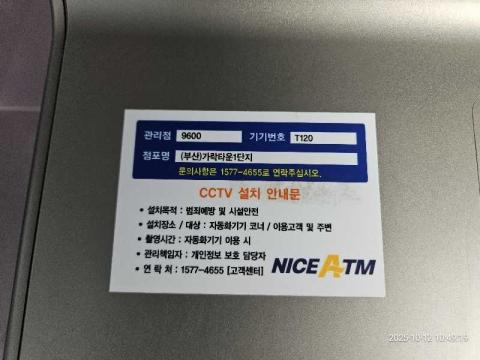 관리점 9600 기기번호 T120
점포명 (부산)가락타운1단지
문의사항은 1577-4655로 연락주십시오.
CCTV 설치 안내문
• 설치목적 : 범죄예방 및 시설안전
• 설치장소 / 대상 : 자동화기기 코너 / 이용고객 및 주변
• 촬영시간 : 자동화기기 이용 시
• 관리책임자 : 개인정보 보호 담당자
• 연 락 처 : 1577-4655 [고객센터]
NICE ATM
2025/10/12 10:49:19